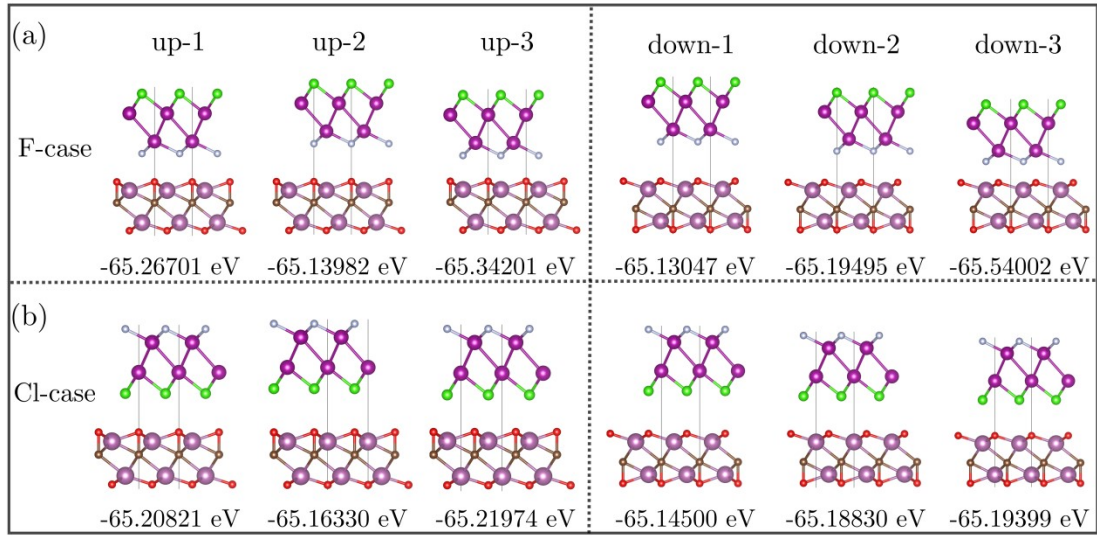 (a)
up-1 up-2 up-3 down-1 down-2 down-3
F-case
-65.26701 eV -65.13982 eV -65.34201 eV -65.13047 eV -65.19495 eV -65.54002 eV
(b)
Cl-case
-65.20821 eV -65.16330 eV -65.21974 eV -65.14500 eV -65.18830 eV -65.19399 eV